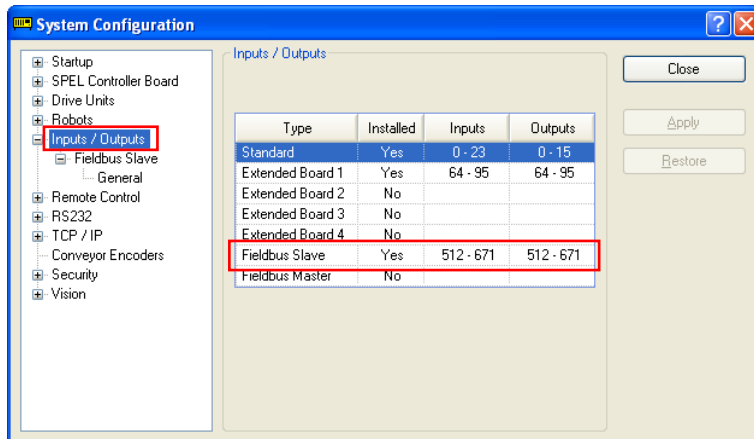 System Configuration
Startup
SPEL Controller Board
Drive Units
Robots
Inputs / Outputs
Fieldbus Slave
General
Remote Control
RS232
TCP / IP
Conveyor Encoders
Security
Vision
Inputs / Outputs
Type Installed Inputs Outputs
Standard Yes 0 - 23 0 - 15
Extended Board 1 Yes 64 - 95 64 - 95
Extended Board 2 No
Extended Board 3 No
Extended Board 4 No
Fieldbus Slave Yes 512 - 671 512 - 671
Fieldbus Master No
Close
Apply
Restore